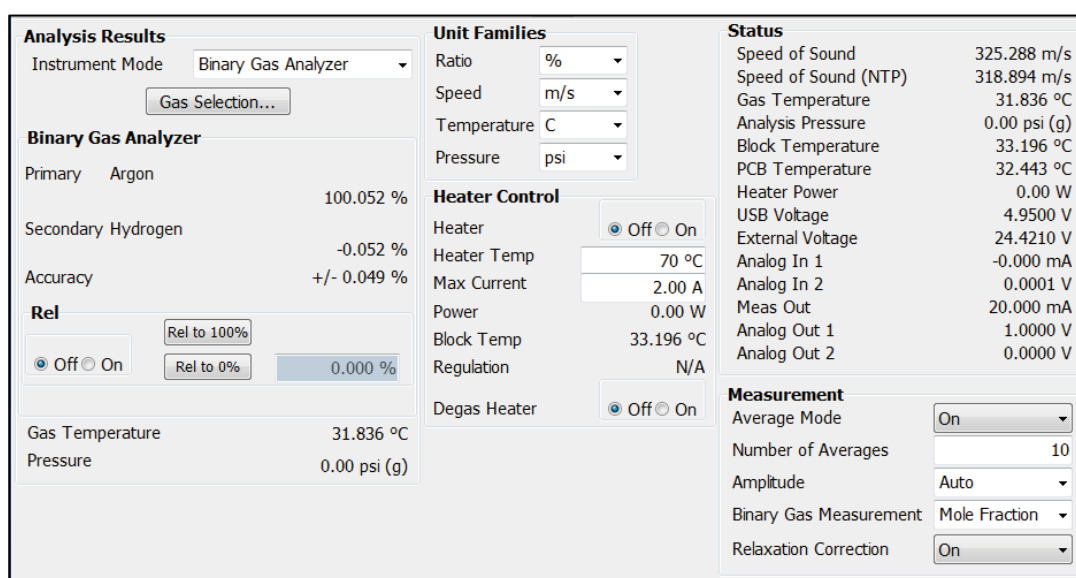 Analysis Results
Instrument Mode Binary Gas Analyzer
Gas Selection...
Binary Gas Analyzer
Primary Argon
100.052 %
Secondary Hydrogen
-0.052 %
Accuracy +/- 0.049 %
Rel
Rel to 100%
Off On Rel to 0% 0.000 %
Gas Temperature 31.836 ºC
Pressure 0.00 psi (g)
Unit Families
Ratio %
Speed m/s
Temperature C
Pressure psi
Heater Control
Heater Off On
Heater Temp 70 ºC
Max Current 2.00 A
Power 0.00 W
Block Temp 33.196 ºC
Regulation N/A
Degas Heater Off On
Status
Speed of Sound 325.288 m/s
Speed of Sound (NTP) 318.894 m/s
Gas Temperature 31.836 ºC
Analysis Pressure 0.00 psi (g)
Block Temperature 33.196 ºC
PCB Temperature 32.443 ºC
Heater Power 0.00 W
USB Voltage 4.9500 V
External Voltage 24.4210 V
Analog In 1 -0.000 mA
Analog In 2 0.0001 V
Meas Out 20.000 mA
Analog Out 1 1.0000 V
Analog Out 2 0.0000 V
Measurement
Average Mode On
Number of Averages 10
Amplitude Auto
Binary Gas Measurement Mole Fraction
Relaxation Correction On